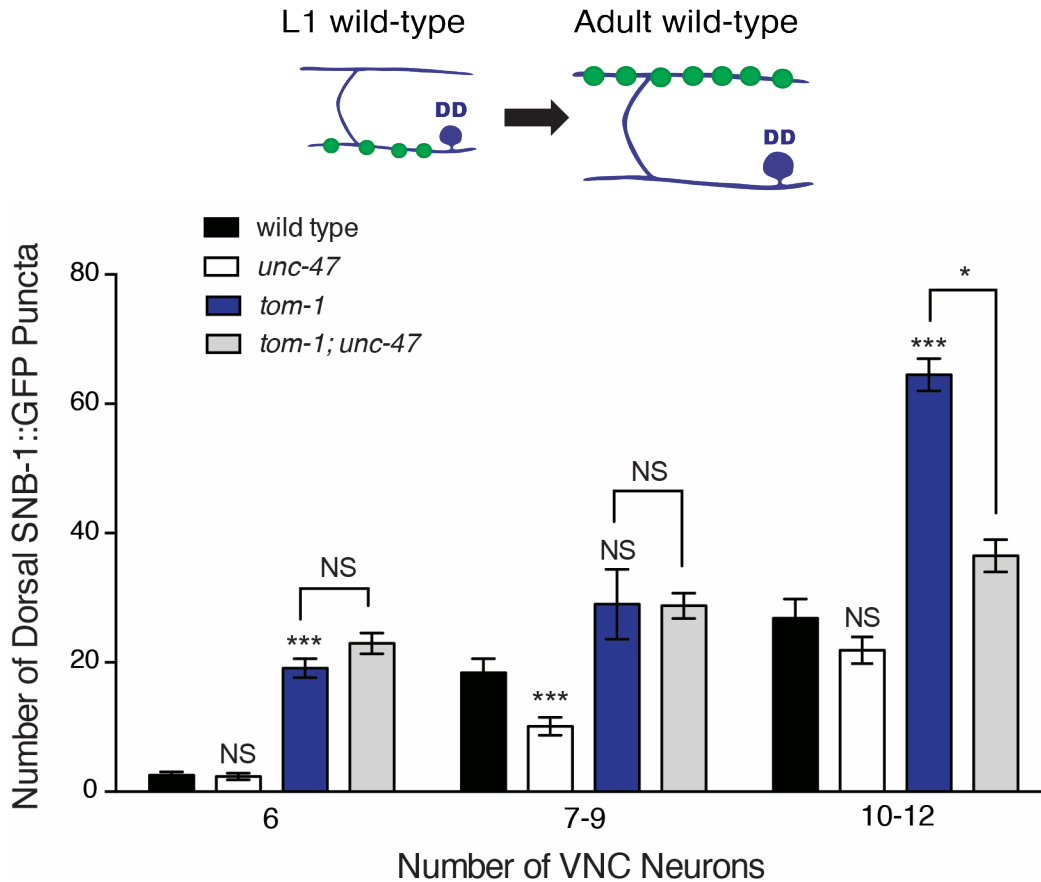 L1 wild-type
Adult wild-type
DD
DD
wild type
unc-47
tom-1
tom-1; unc-47
Number of Dorsal SNB-1::GFP Puncta
80
60
40
20
0
NS
***
NS
***
NS
NS
NS
***
*
6
7-9
10-12
Number of VNC Neurons